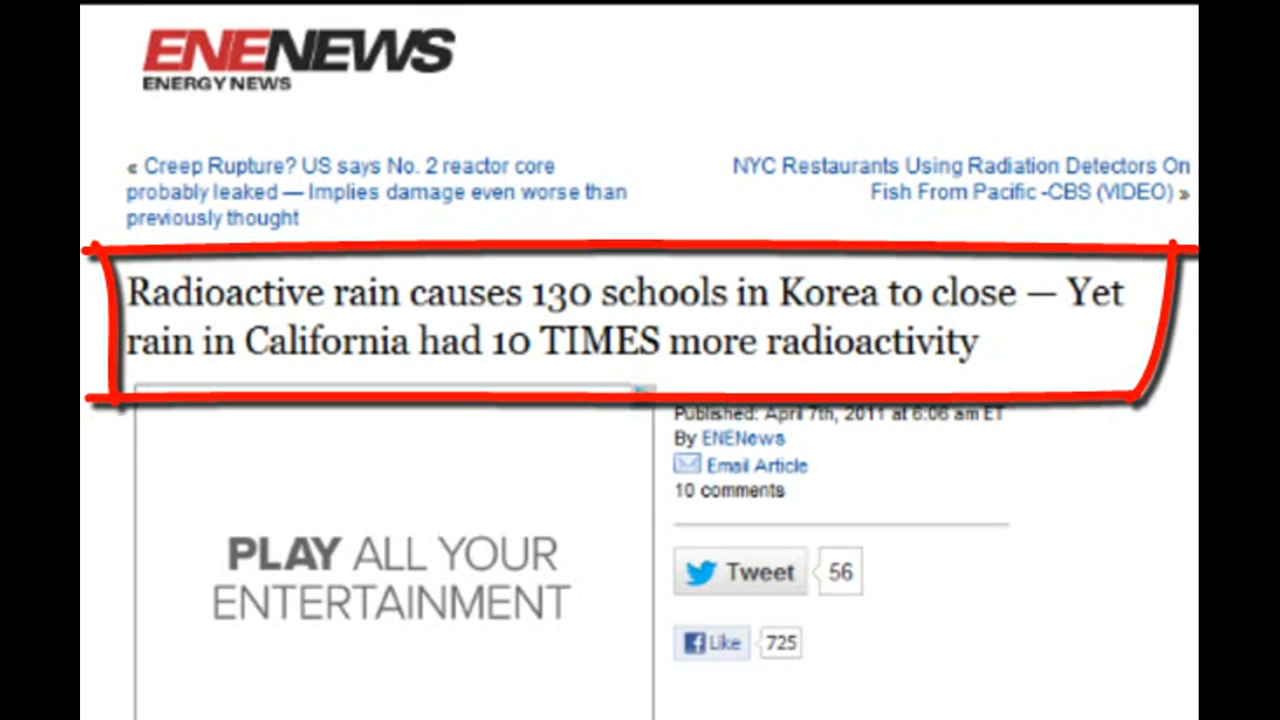 ENENEWS
ENERGY NEWS
« Creep Rupture? US says No. 2 reactor core
probably leaked — Implies damage even worse than
previously thought
NYC Restaurants Using Radiation Detectors On
Fish From Pacific -CBS (VIDEO) »
Radioactive rain causes 130 schools in Korea to close — Yet
rain in California had 10 TIMES more radioactivity
Published: April 7th, 2011 at 6:06 am ET
By ENENews
Email Article
10 comments
PLAY ALL YOUR
ENTERTAINMENT
Tweet 56
Like 725